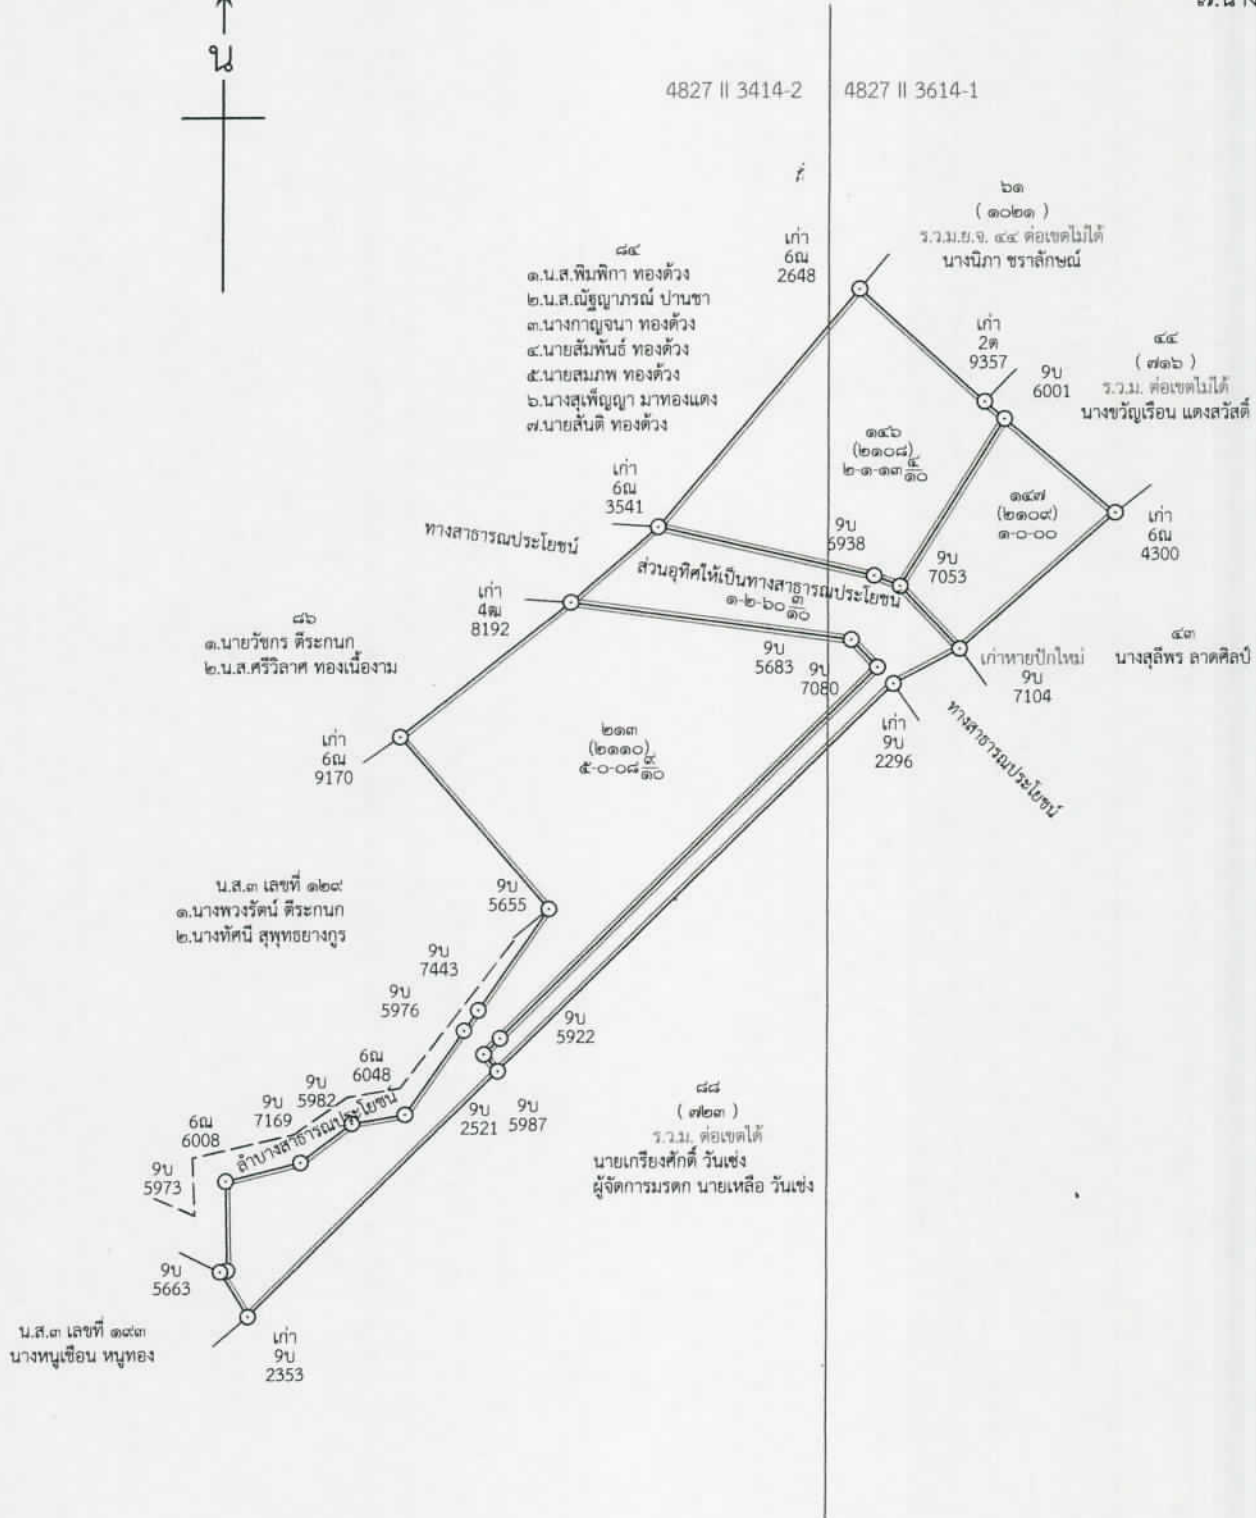 น
4827 II 3414-2
4827 II 3614-1
๖๑
( ๑๐๒๑ )
ร.ว.ม.ย.จ. ๔๔ ต่อเขตไม่ได้
นางนิภา ชราลักษณ์
เก่า
6ณ
2648
๘๔
๑.น.ส.พิมพิกา ทองด้วง
๒.น.ส.ณัฐญาภรณ์ ปานชา
๓.นางกาญจนา ทองด้วง
๔.นายสัมพันธ์ ทองด้วง
๕.นายสมภพ ทองด้วง
๖.นางสุเพ็ญญา มาทองแดง
๗.นายสันติ ทองด้วง
เก่า
2ต
9357
9บ
6001
๔๔
( ๗๑๖ )
ร.ว.ม. ต่อเขตไม่ได้
นางขวัญเรือน แดงสวัสดิ์
๑๔๖
(๒๑๐๘)
๒-๑-๑๓ ๔/๑๐
๑๔๗
(๒๑๐๙)
๑-๐-๐๐
เก่า
6ณ
3541
เก่า
6ณ
4300
ทางสาธารณประโยชน์
9บ
5938
9บ
7053
ส่วนอุทิศให้เป็นทางสาธารณประโยชน์
๑-๒-๖๐ ๓/๑๐
เก่า
4ฒ
8192
๘๖
๑.นายวัชกร ตีระกนก
๒.น.ส.ศรีวิลาศ ทองเนื้องาม
9บ
5683
9บ
7080
เก่าหายปักใหม่
9บ
7104
๔๓
นางสุลีพร ลาดศิลป์
เก่า
9บ
2296
ทางสาธารณประโยชน์
เก่า
6ณ
9170
๒๑๓
(๒๑๑๐)
๕-๐-๐๘ ๙/๑๐
น.ส.๓ เลขที่ ๑๒๙
๑.นางพวงรัตน์ ตีระกนก
๒.นางทัศนี สุพุทธยางกูร
9บ
5655
9บ
7443
9บ
5976
9บ
5922
6ณ
6048
9บ
5982
9บ
7169
6ณ
6008
ลำบางสาธารณประโยชน์
9บ
5973
9บ
2521
9บ
5987
๘๘
( ๗๒๓ )
ร.ว.ม. ต่อเขตได้
นายเกรียงศักดิ์ วันเซ่ง
ผู้จัดการมรดก นายเหลือ วันเซ่ง
9บ
5663
น.ส.๓ เลขที่ ๑๙๓
นางหนูเชือน หนูทอง
เก่า
9บ
2353